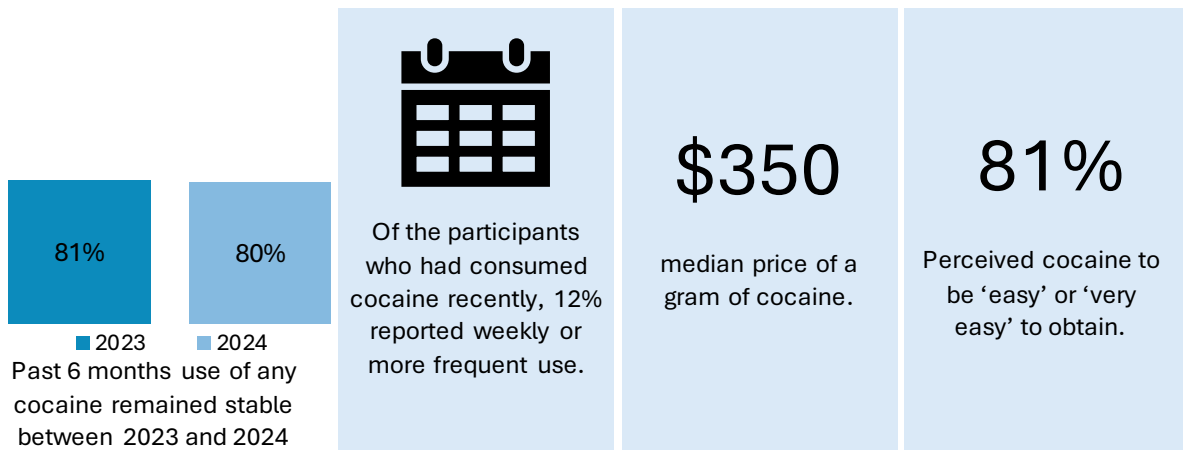 81%
80%
2023
2024
Past 6 months use of any
cocaine remained stable
between 2023 and 2024
Of the participants
who had consumed
cocaine recently, 12%
reported weekly or
more frequent use.
$350
median price of a
gram of cocaine.
81%
Perceived cocaine to
be ‘easy’ or ‘very
easy’ to obtain.